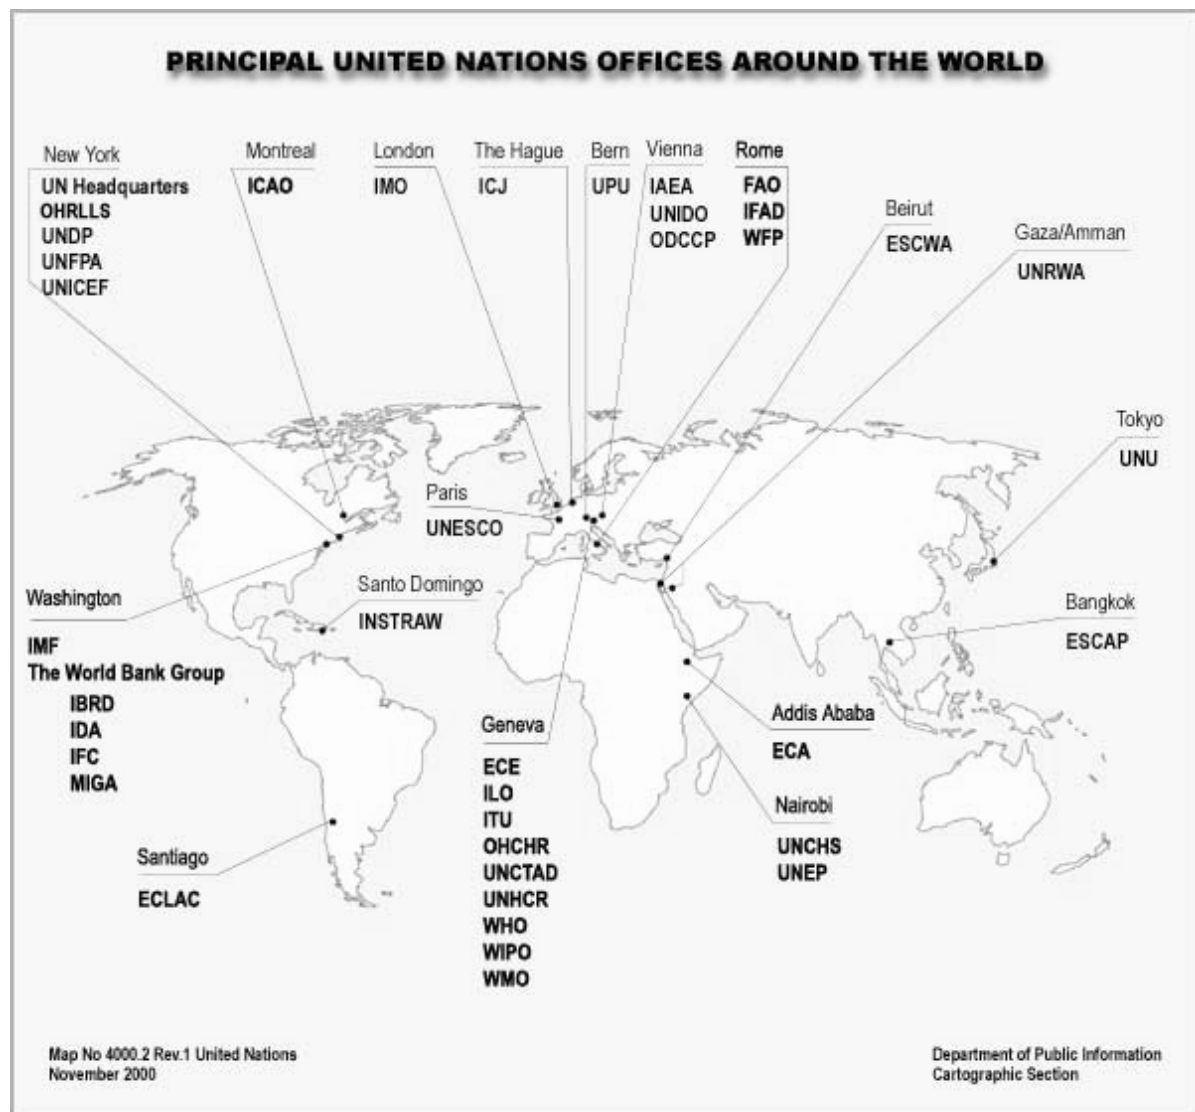 PRINCIPAL UNITED NATIONS OFFICES AROUND THE WORLD
New York
UN Headquarters
OHRLLS
UNDP
UNFPA
UNICEF
Montreal
ICAO
London
IMO
The Hague
ICJ
Bern
UPU
Vienna
IAEA
UNIDO
ODCCP
Rome
FAO
IFAD
WFP
Beirut
ESCWA
Gaza/Amman
UNRWA
Tokyo
UNU
Paris
UNESCO
Washington
IMF
The World Bank Group
IBRD
IDA
IFC
MIGA
Santo Domingo
INSTRAW
Bangkok
ESCAP
Geneva
ECE
ILO
ITU
OHCHR
UNCTAD
UNHCR
WHO
WIPO
WMO
Addis Ababa
ECA
Nairobi
UNCHS
UNEP
Santiago
ECLAC
Map No 4000.2 Rev.1 United Nations
November 2000
Department of Public Information
Cartographic Section